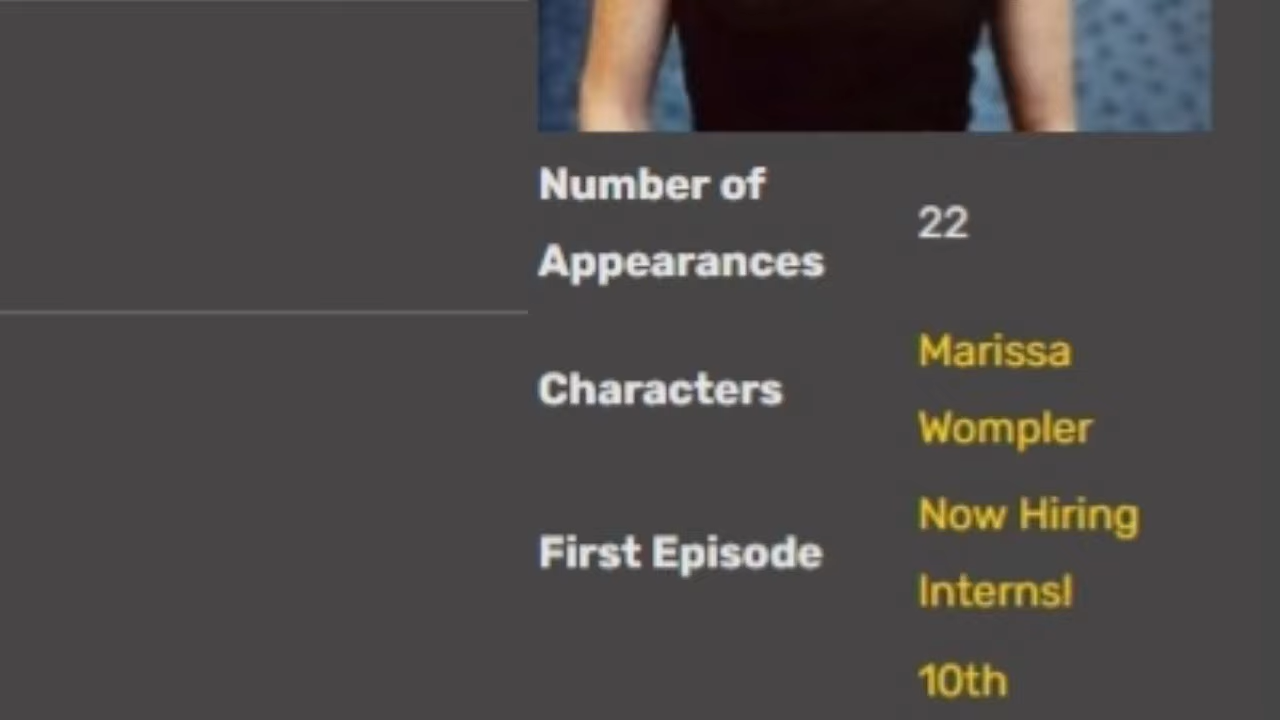 Number of
Appearances
22
Characters
Marissa
Wompler
First Episode
Now Hiring
Interns!
10th